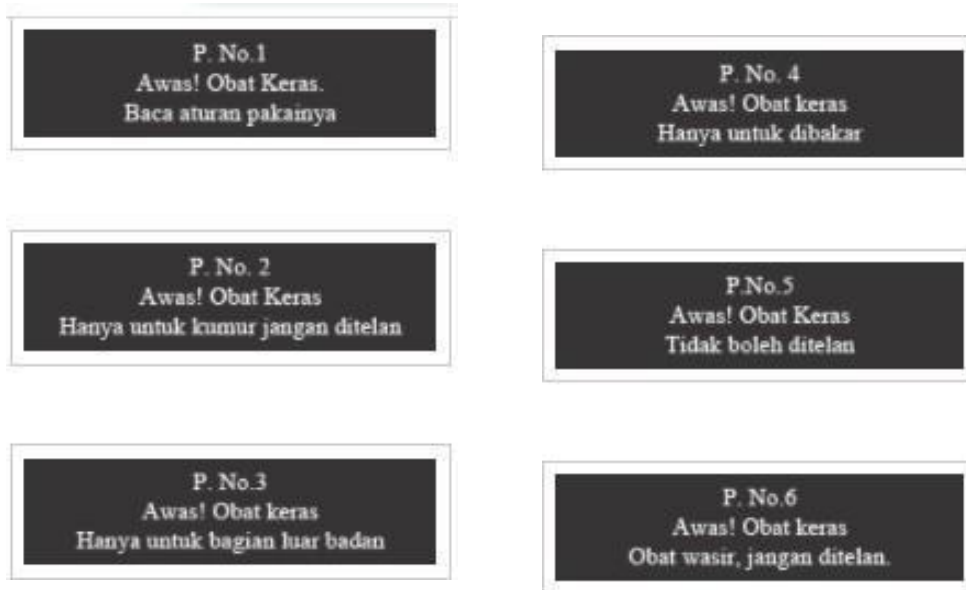 P. No.1
Awas! Obat Keras.
Baca aturan pakainya
P. No. 2
Awas! Obat Keras
Hanya untuk kumur jangan ditelan
P. No.3
Awas! Obat keras
Hanya untuk bagian luar badan
P. No. 4
Awas! Obat keras
Hanya untuk dibakar
P.No.5
Awas! Obat Keras
Tidak boleh ditelan
P. No.6
Awas! Obat keras
Obat wasir, jangan ditelan.